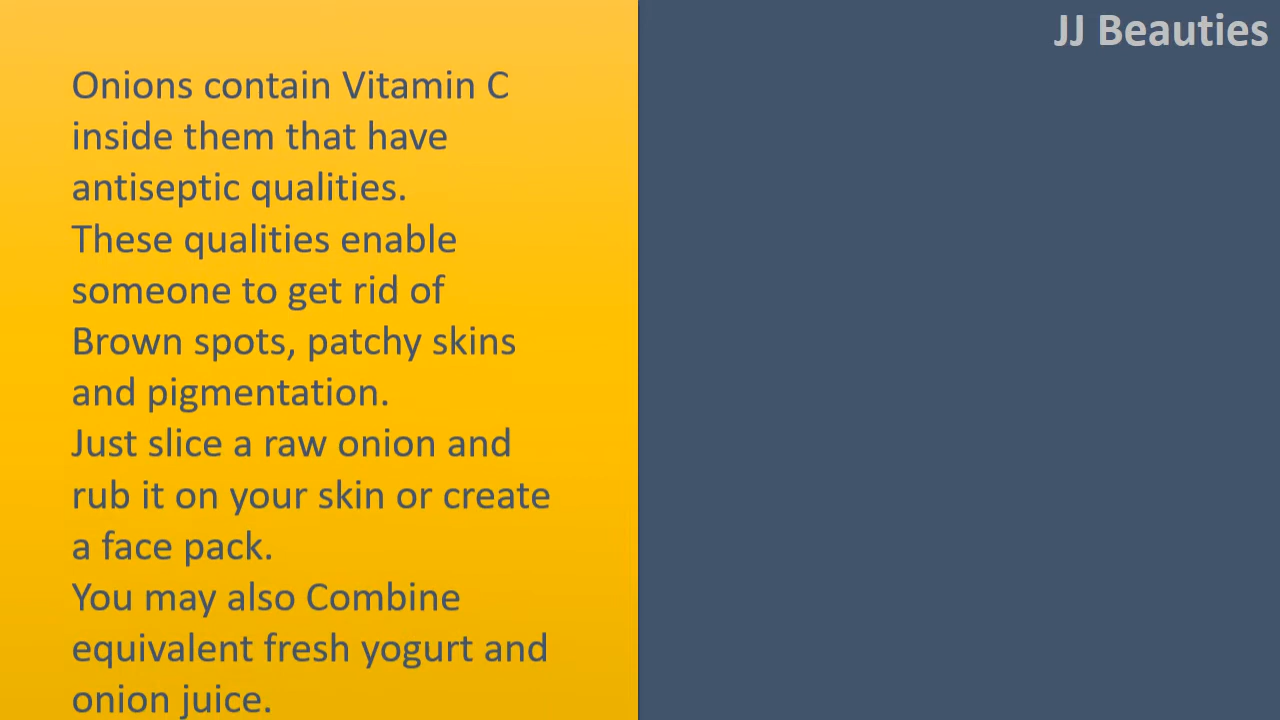 JJ Beauties
Onions contain Vitamin C
inside them that have
antiseptic qualities.
These qualities enable
someone to get rid of
Brown spots, patchy skins
and pigmentation.
Just slice a raw onion and
rub it on your skin or create
a face pack.
You may also Combine
equivalent fresh yogurt and
onion juice.